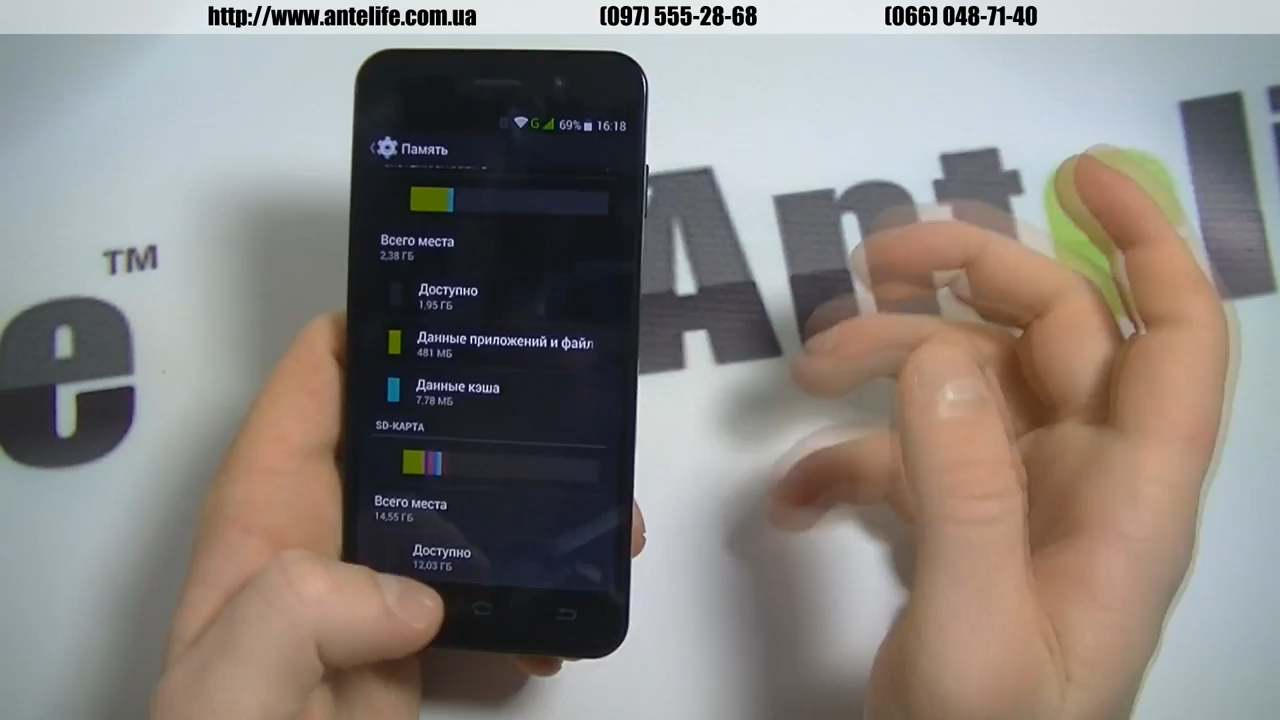 http://www.antelife.com.ua (097) 555-28-68 (066) 048-71-40
69% 16:18
Память
Всего места
2,38 ГБ
Доступно
1,95 ГБ
Данные приложений и файл
481 МБ
Данные кэша
7,78 МБ
SD-КАРТА
Всего места
14,55 ГБ
Доступно
12,03 ГБ
e TM
Anteli